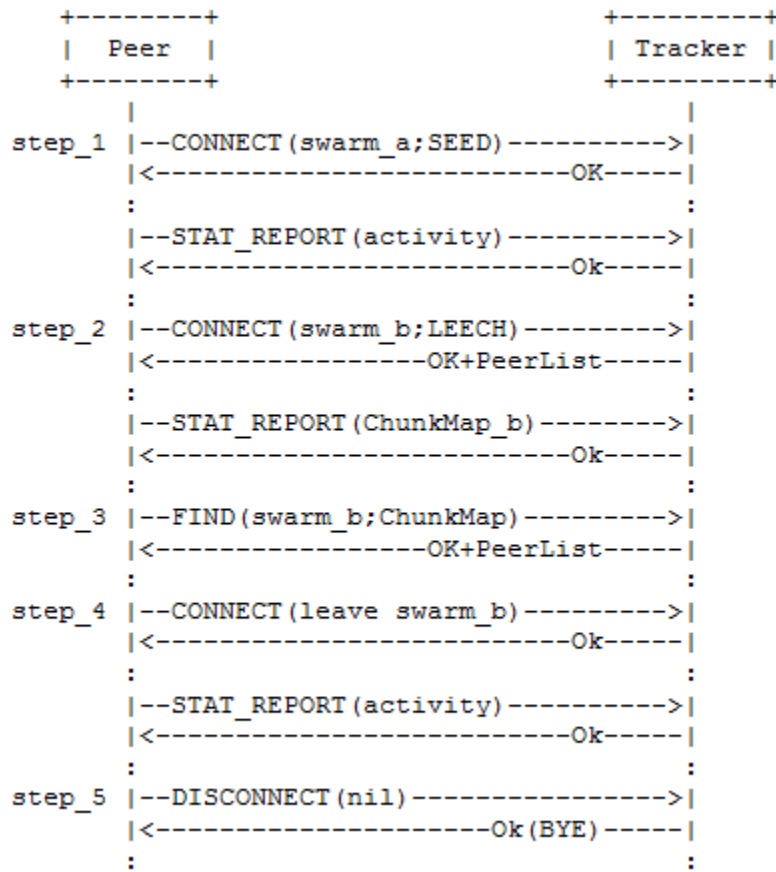 +--------+ +---------+
| Peer | | Tracker |
+--------+ +---------+
| |
step_1 |--CONNECT(swarm_a;SEED)---------->|
|<--------------------------OK-----|
: :
|--STAT_REPORT(activity)---------->|
|<--------------------------Ok-----|
: :
step_2 |--CONNECT(swarm_b;LEECH)--------->|
|<-----------------OK+PeerList-----|
: :
|--STAT_REPORT(ChunkMap_b)-------->|
|<--------------------------Ok-----|
: :
step_3 |--FIND(swarm_b;ChunkMap)--------->|
|<-----------------OK+PeerList-----|
: :
step_4 |--CONNECT(leave swarm_b)--------->|
|<--------------------------Ok-----|
: :
|--STAT_REPORT(activity)---------->|
|<--------------------------Ok-----|
: :
step_5 |--DISCONNECT(nil)---------------->|
|<---------------------Ok(BYE)-----|
: :